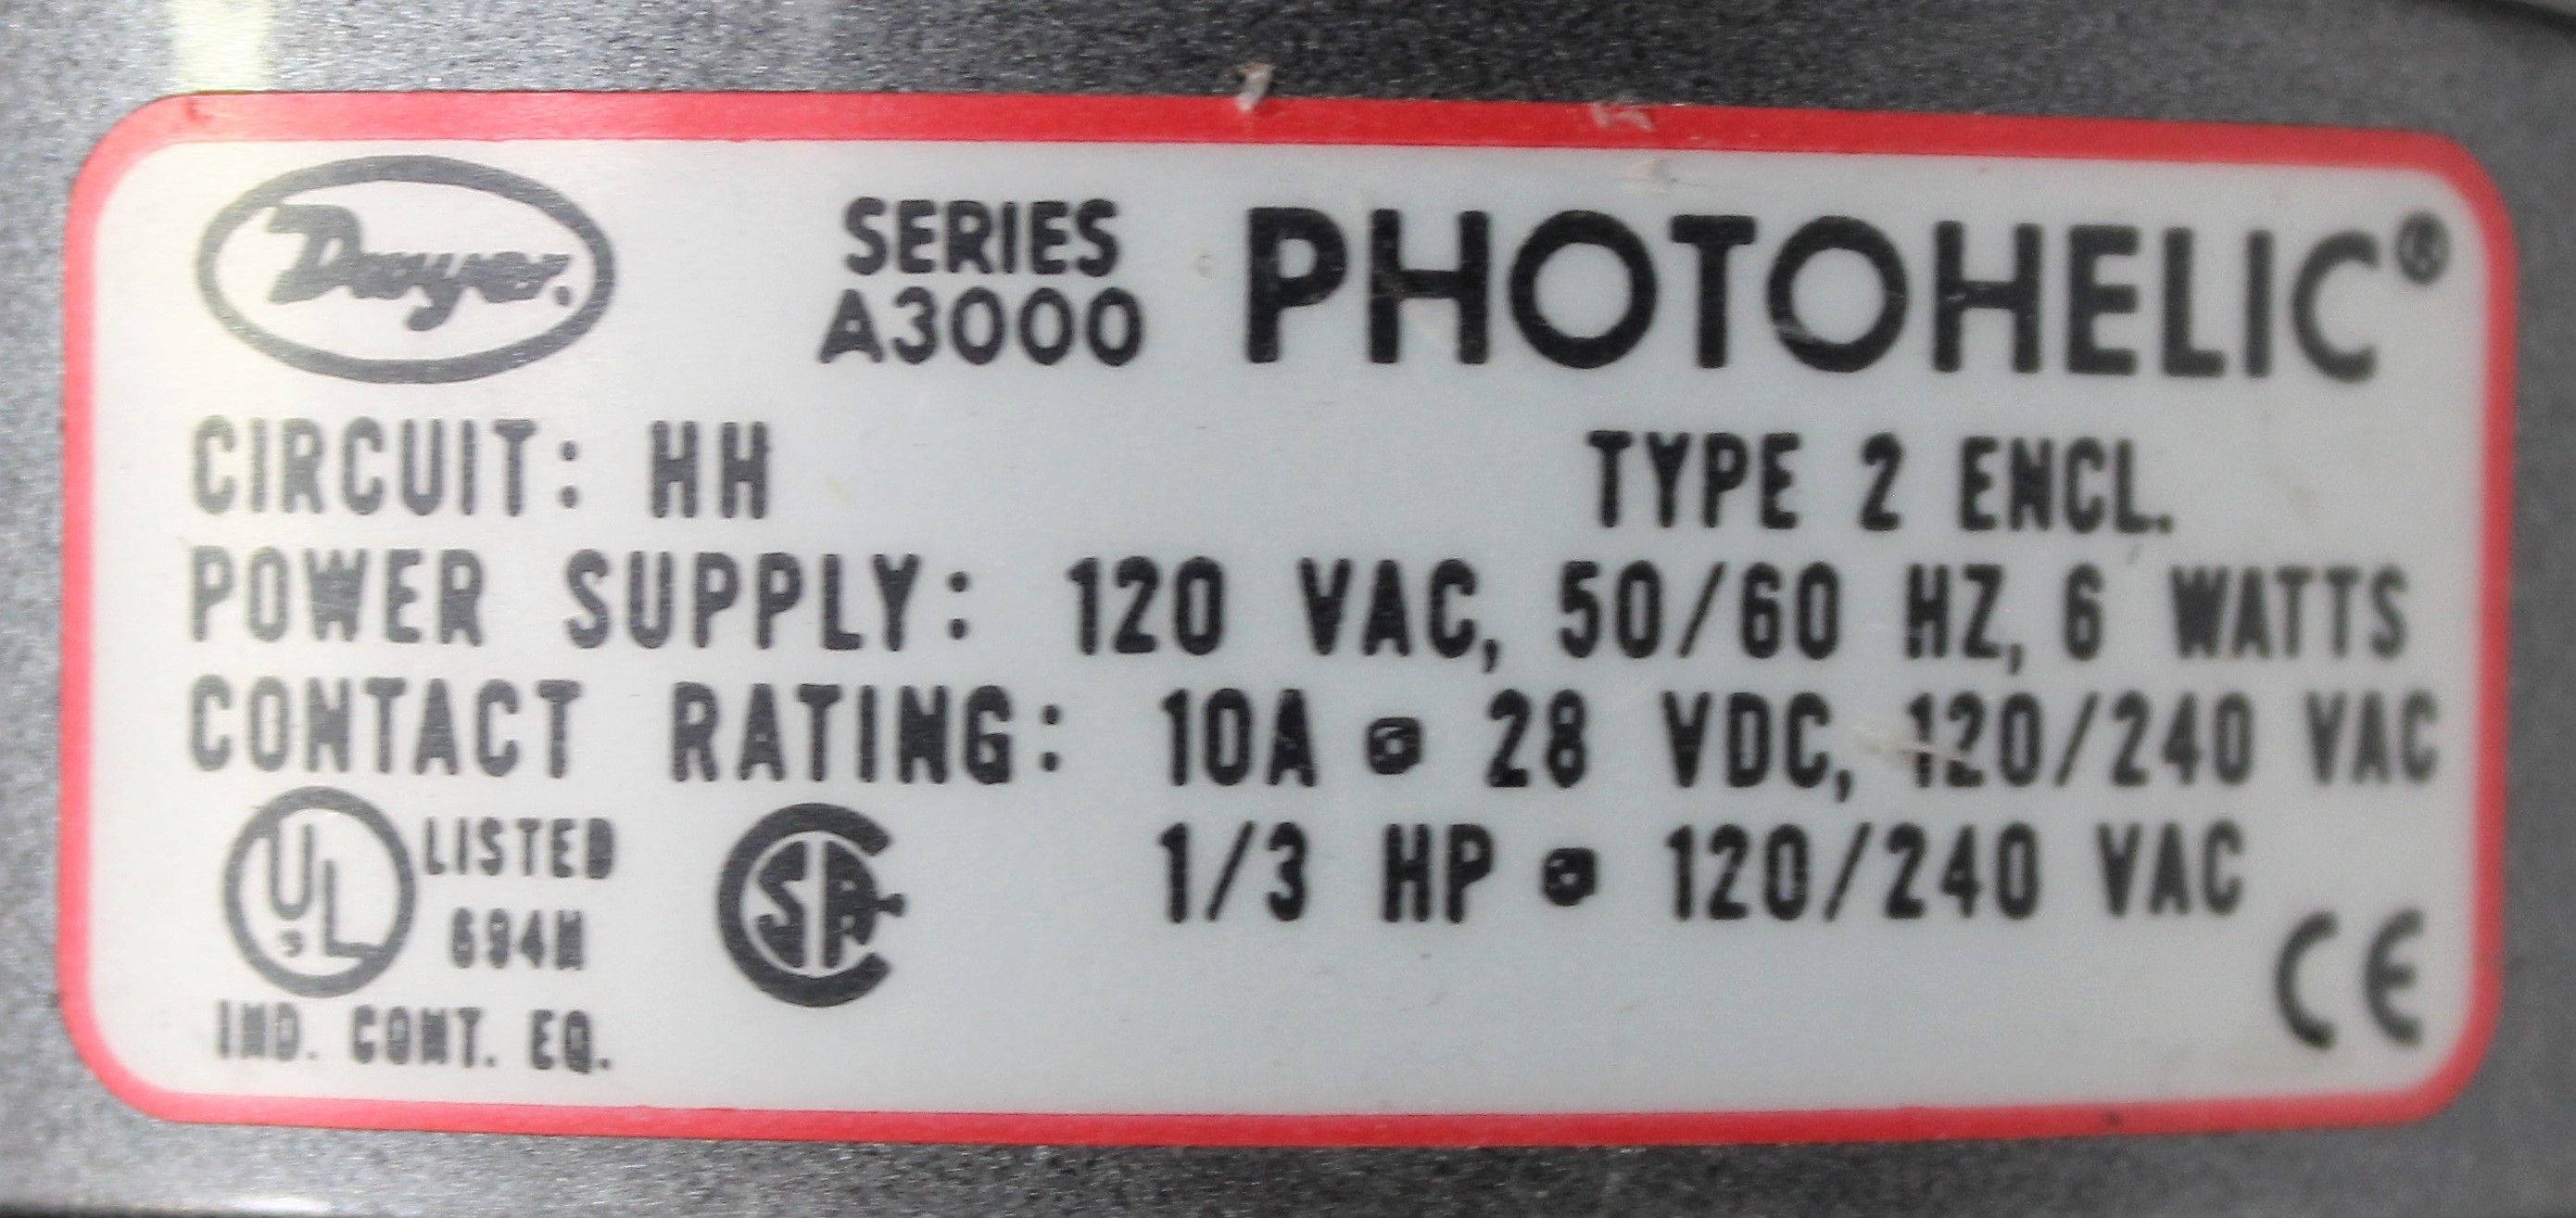 Dwyer.
SERIES
A3000
PHOTOHELIC®
CIRCUIT: HH
TYPE 2 ENCL.
POWER SUPPLY: 120 VAC, 50/60 HZ, 6 WATTS
CONTACT RATING: 10A @ 28 VDC, 120/240 VAC
1/3 HP @ 120/240 VAC
UL LISTED
694M
IND. CONT. EQ.
SA
CE